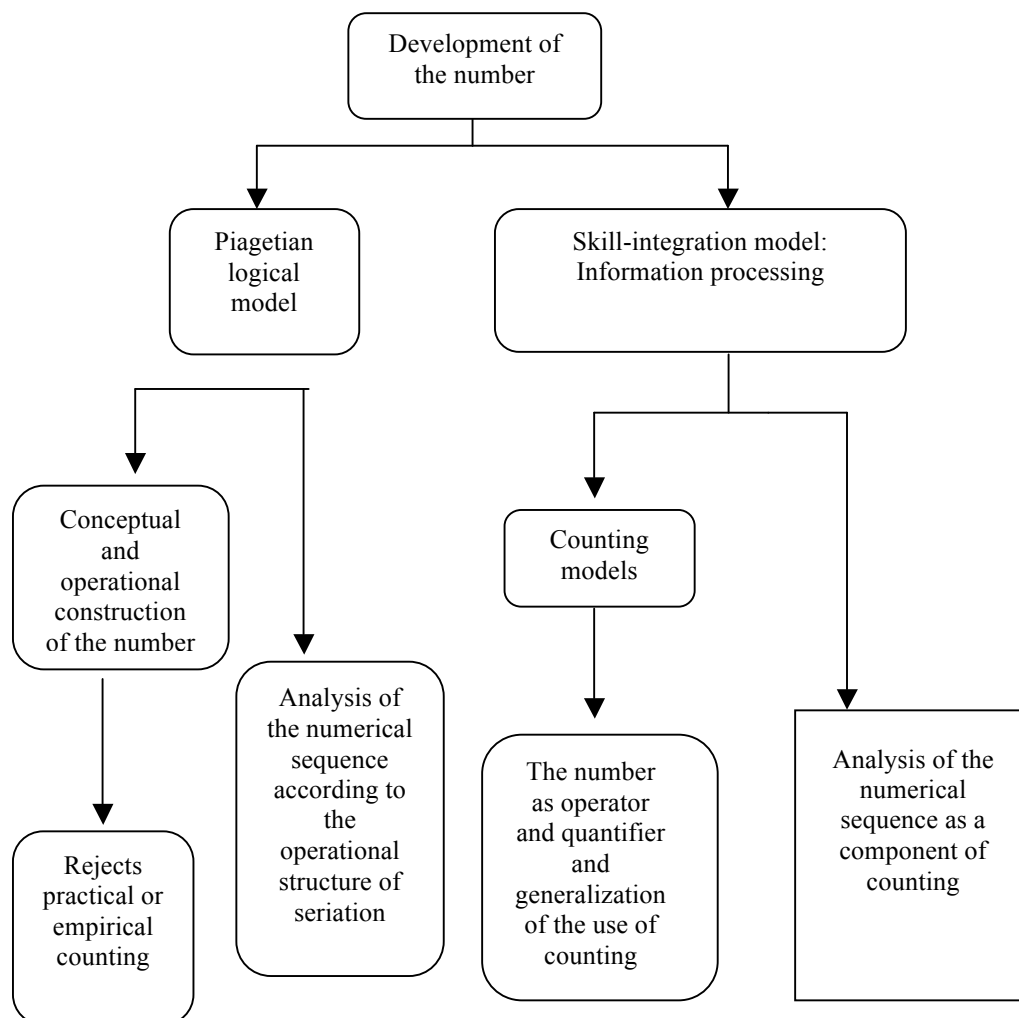 Development of
the number
Piagetian
logical
model
Skill-integration model:
Information processing
Conceptual
and
operational
construction
of the number
Counting
models
Analysis of
the numerical
sequence
according to
the
operational
structure of
seriation
The number
as operator
and quantifier
and
generalization
of the use of
counting
Analysis of the
numerical
sequence as a
component of
counting
Rejects
practical or
empirical
counting